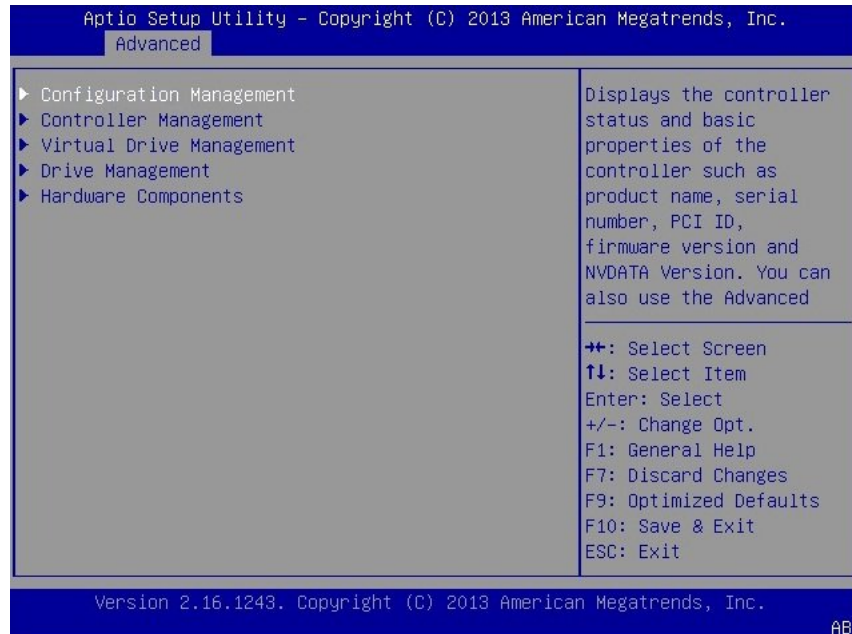 Aptio Setup Utility – Copyright (C) 2013 American Megatrends, Inc.
Advanced
▶ Configuration Management
▶ Controller Management
▶ Virtual Drive Management
▶ Drive Management
▶ Hardware Components
Displays the controller
status and basic
properties of the
controller such as
product name, serial
number, PCI ID,
firmware version and
NVDATA Version. You can
also use the Advanced
→←: Select Screen
↑↓: Select Item
Enter: Select
+/-: Change Opt.
F1: General Help
F7: Discard Changes
F9: Optimized Defaults
F10: Save & Exit
ESC: Exit
Version 2.16.1243. Copyright (C) 2013 American Megatrends, Inc.
AB